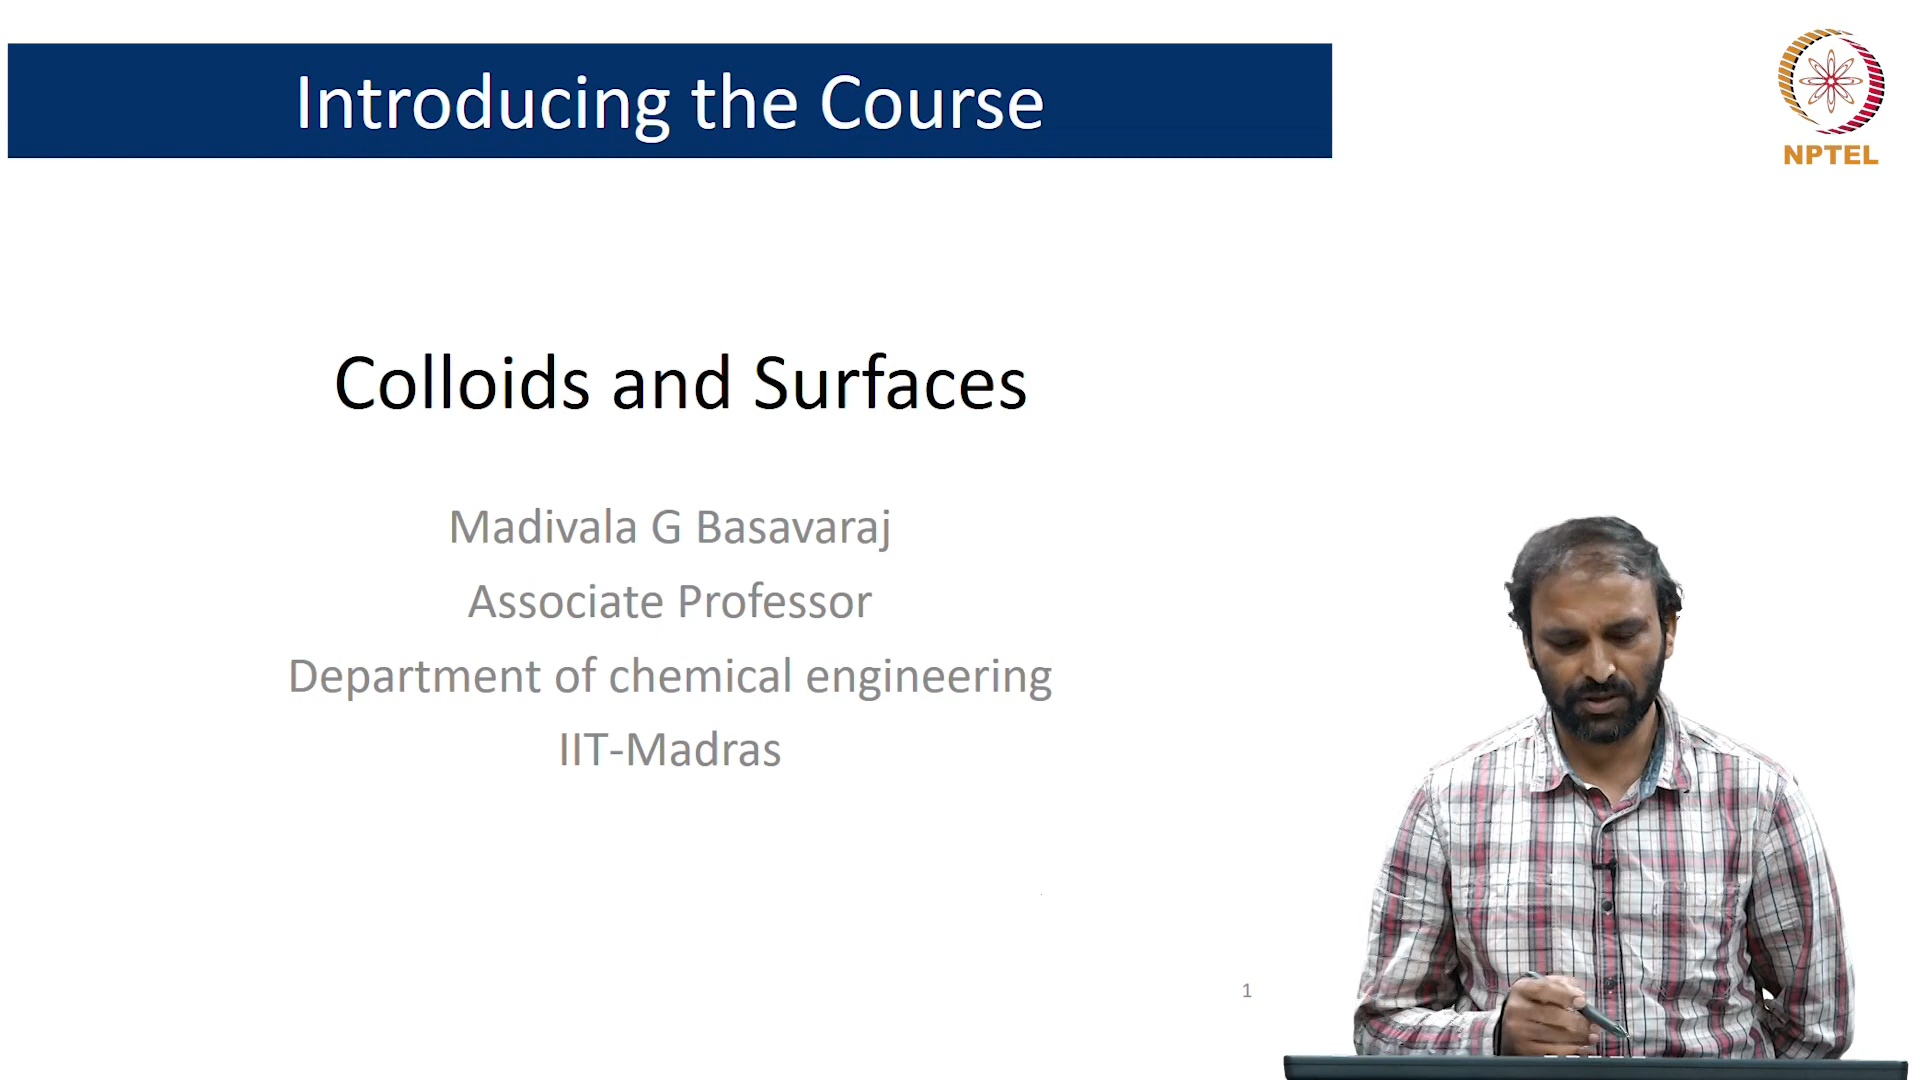 Introducing the Course
NPTEL
Colloids and Surfaces
Madivala G Basavaraj
Associate Professor
Department of chemical engineering
IIT-Madras
1